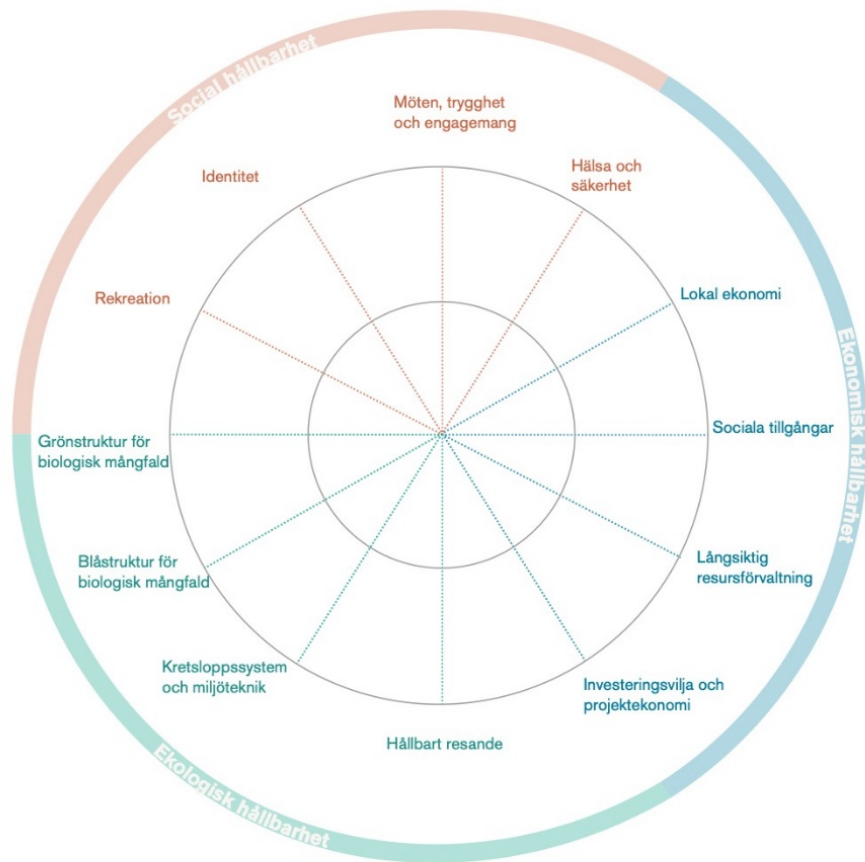 Social hållbarhet
Möten, trygghet
och engagemang
Hälsa och
säkerhet
Identitet
Rekreation
Lokal ekonomi
Ekonomisk hållbarhet
Sociala tillgångar
Grönstruktur för
biologisk mångfald
Blåstruktur för
biologisk mångfald
Långsiktig
resursförvaltning
Kretsloppssystem
och miljöteknik
Investeringsvilja och
projektekonomi
Hållbart resande
Ekologisk hållbarhet